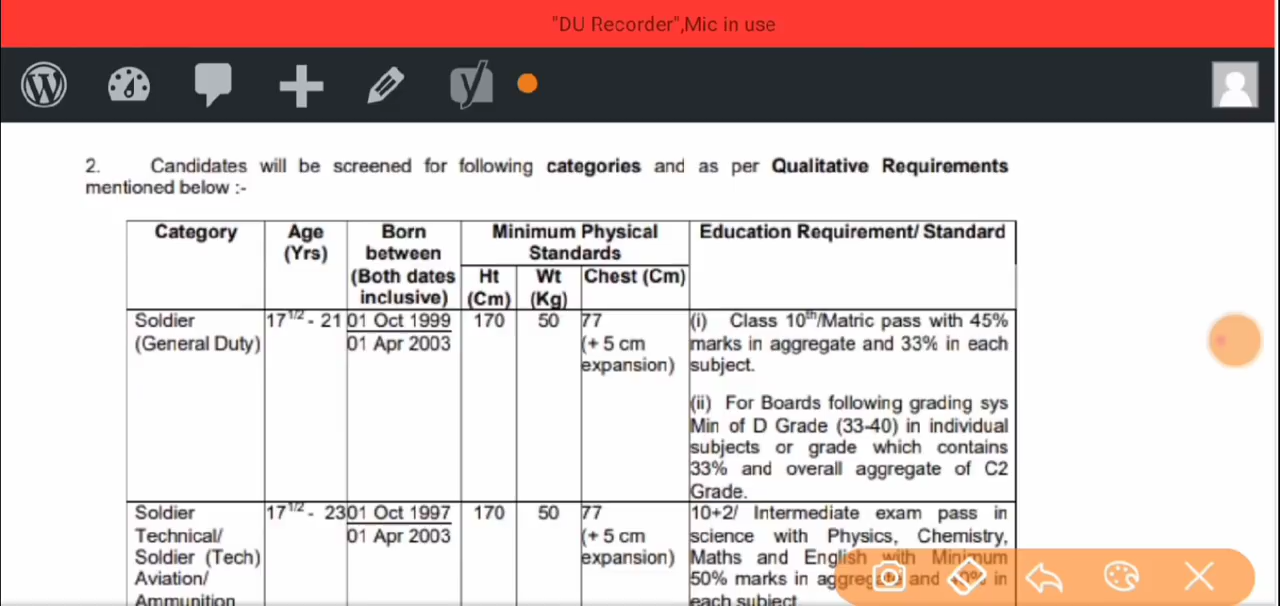 "DU Recorder",Mic in use
2. Candidates will be screened for following categories and as per Qualitative Requirements
mentioned below :-
Category
Age
(Yrs)
Born
between
(Both dates
inclusive)
Minimum Physical
Standards
Ht
(Cm)
Wt
(Kg)
Chest (Cm)
Education Requirement/ Standard
Soldier
(General Duty)
17 1/2 - 21
01 Oct 1999
01 Apr 2003
170
50
77
(+ 5 cm
expansion)
(i) Class 10th/Matric pass with 45%
marks in aggregate and 33% in each
subject.
(ii) For Boards following grading sys
Min of D Grade (33-40) in individual
subjects or grade which contains
33% and overall aggregate of C2
Grade.
Soldier
Technical/
Soldier (Tech)
Aviation/
Ammunition
17 1/2 - 23
01 Oct 1997
01 Apr 2003
170
50
77
(+ 5 cm
expansion)
10+2/ Intermediate exam pass in
science with Physics, Chemistry,
Maths and English with Minimum
50% marks in aggregate and in
each subject